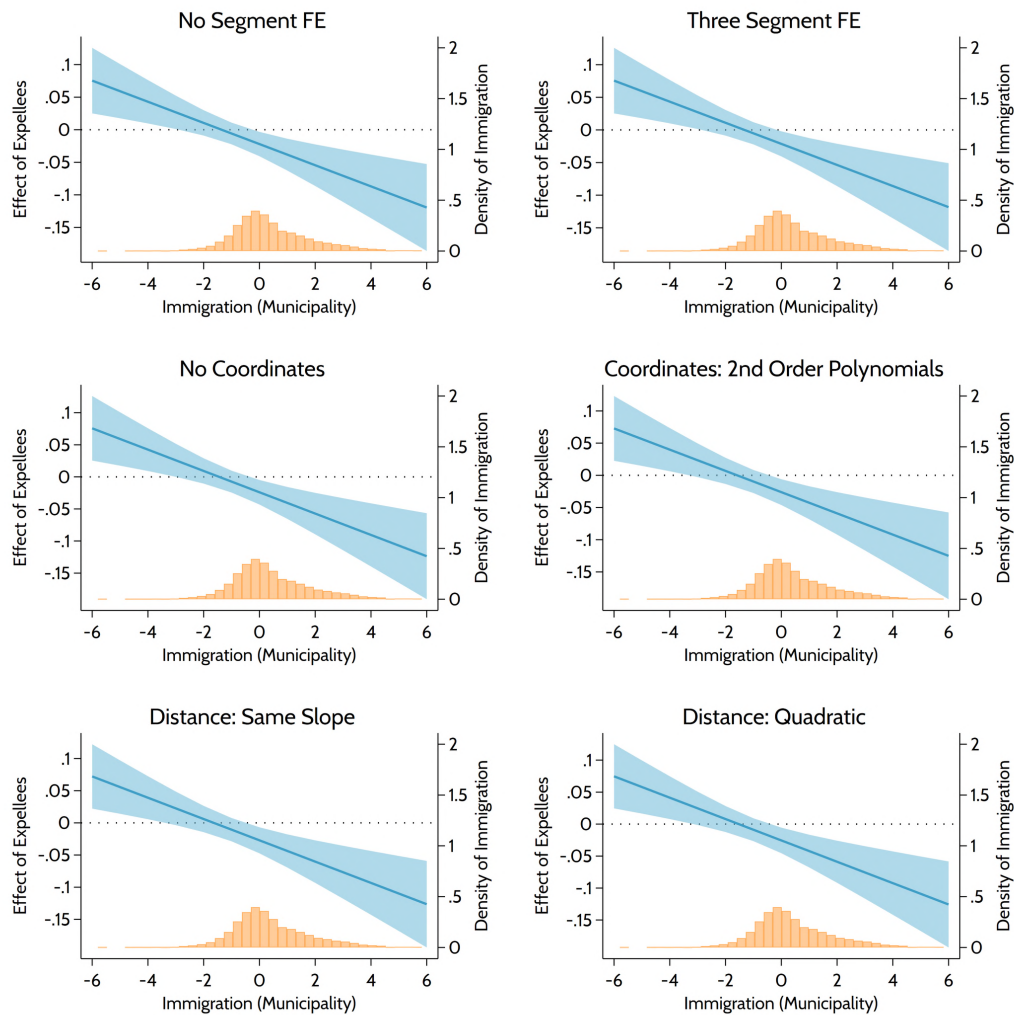 No Segment FE
Effect of Expellees
.1
.05
0
-.05
-.1
-.15
2
1.5
1
.5
0
Density of Immigration
-6 -4 -2 0 2 4 6
Immigration (Municipality)
Three Segment FE
Effect of Expellees
.1
.05
0
-.05
-.1
-.15
2
1.5
1
.5
0
Density of Immigration
-6 -4 -2 0 2 4 6
Immigration (Municipality)
No Coordinates
Effect of Expellees
.1
.05
0
-.05
-.1
-.15
2
1.5
1
.5
0
Density of Immigration
-6 -4 -2 0 2 4 6
Immigration (Municipality)
Coordinates: 2nd Order Polynomials
Effect of Expellees
.1
.05
0
-.05
-.1
-.15
2
1.5
1
.5
0
Density of Immigration
-6 -4 -2 0 2 4 6
Immigration (Municipality)
Distance: Same Slope
Effect of Expellees
.1
.05
0
-.05
-.1
-.15
2
1.5
1
.5
0
Density of Immigration
-6 -4 -2 0 2 4 6
Immigration (Municipality)
Distance: Quadratic
Effect of Expellees
.1
.05
0
-.05
-.1
-.15
2
1.5
1
.5
0
Density of Immigration
-6 -4 -2 0 2 4 6
Immigration (Municipality)